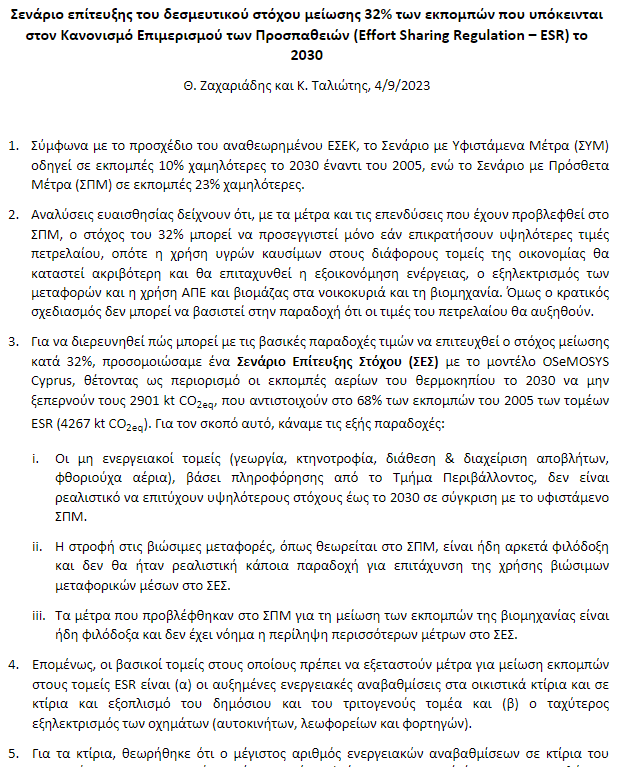 Σενάριο επίτευξης του δεσμευτικού στόχου μείωσης 32% των εκπομπών που υπόκεινται
στον Κανονισμό Επιμερισμού των Προσπαθειών (Effort Sharing Regulation – ESR) το
2030
Θ. Ζαχαριάδης και Κ. Ταλιώτης, 4/9/2023
1. Σύμφωνα με το προσχέδιο του αναθεωρημένου ΕΣΕΚ, το Σενάριο με Υφιστάμενα Μέτρα (ΣΥΜ)
οδηγεί σε εκπομπές 10% χαμηλότερες το 2030 έναντι του 2005, ενώ το Σενάριο με Πρόσθετα
Μέτρα (ΣΠΜ) σε εκπομπές 23% χαμηλότερες.
2. Αναλύσεις ευαισθησίας δείχνουν ότι, με τα μέτρα και τις επενδύσεις που έχουν προβλεφθεί στο
ΣΠΜ, ο στόχος του 32% μπορεί να προσεγγιστεί μόνο εάν επικρατήσουν υψηλότερες τιμές
πετρελαίου, οπότε η χρήση υγρών καυσίμων στους διάφορους τομείς της οικονομίας θα
καταστεί ακριβότερη και θα επιταχυνθεί η εξοικονόμηση ενέργειας, ο εξηλεκτρισμός των
μεταφορών και η χρήση ΑΠΕ και βιομάζας στα νοικοκυριά και τη βιομηχανία. Όμως ο κρατικός
σχεδιασμός δεν μπορεί να βασιστεί στην παραδοχή ότι οι τιμές του πετρελαίου θα αυξηθούν.
3. Για να διερευνηθεί πώς μπορεί με τις βασικές παραδοχές τιμών να επιτευχθεί ο στόχος μείωσης
κατά 32%, προσομοιώσαμε ένα Σενάριο Επίτευξης Στόχου (ΣΕΣ) με το μοντέλο OSeMOSYS
Cyprus, θέτοντας ως περιορισμό οι εκπομπές αερίων του θερμοκηπίου το 2030 να μην
ξεπερνούν τους 2901 kt CO2eq, που αντιστοιχούν στο 68% των εκπομπών του 2005 των τομέων
ESR (4267 kt CO2eq). Για τον σκοπό αυτό, κάναμε τις εξής παραδοχές:
i. Οι μη ενεργειακοί τομείς (γεωργία, κτηνοτροφία, διάθεση & διαχείριση αποβλήτων,
φθοριούχα αέρια), βάσει πληροφόρησης από το Τμήμα Περιβάλλοντος, δεν είναι
ρεαλιστικό να επιτύχουν υψηλότερους στόχους έως το 2030 σε σύγκριση με το υφιστάμενο
ΣΠΜ.
ii. Η στροφή στις βιώσιμες μεταφορές, όπως θεωρείται στο ΣΠΜ, είναι ήδη αρκετά φιλόδοξη
και δεν θα ήταν ρεαλιστική κάποια παραδοχή για επιτάχυνση της χρήσης βιώσιμων
μεταφορικών μέσων στο ΣΕΣ.
iii. Τα μέτρα που προβλέφθηκαν στο ΣΠΜ για τη μείωση των εκπομπών της βιομηχανίας είναι
ήδη φιλόδοξα και δεν έχει νόημα η περίληψη περισσότερων μέτρων στο ΣΕΣ.
4. Επομένως, οι βασικοί τομείς στους οποίους πρέπει να εξεταστούν μέτρα για μείωση εκπομπών
στους τομείς ESR είναι (α) οι αυξημένες ενεργειακές αναβαθμίσεις στα οικιστικά κτίρια και σε
κτίρια και εξοπλισμό του δημόσιου και του τριτογενούς τομέα και (β) ο ταχύτερος
εξηλεκτρισμός των οχημάτων (αυτοκινήτων, λεωφορείων και φορτηγών).
5. Για τα κτίρια, θεωρήθηκε ότι ο μέγιστος αριθμός ενεργειακών αναβαθμίσεων σε κτίρια του